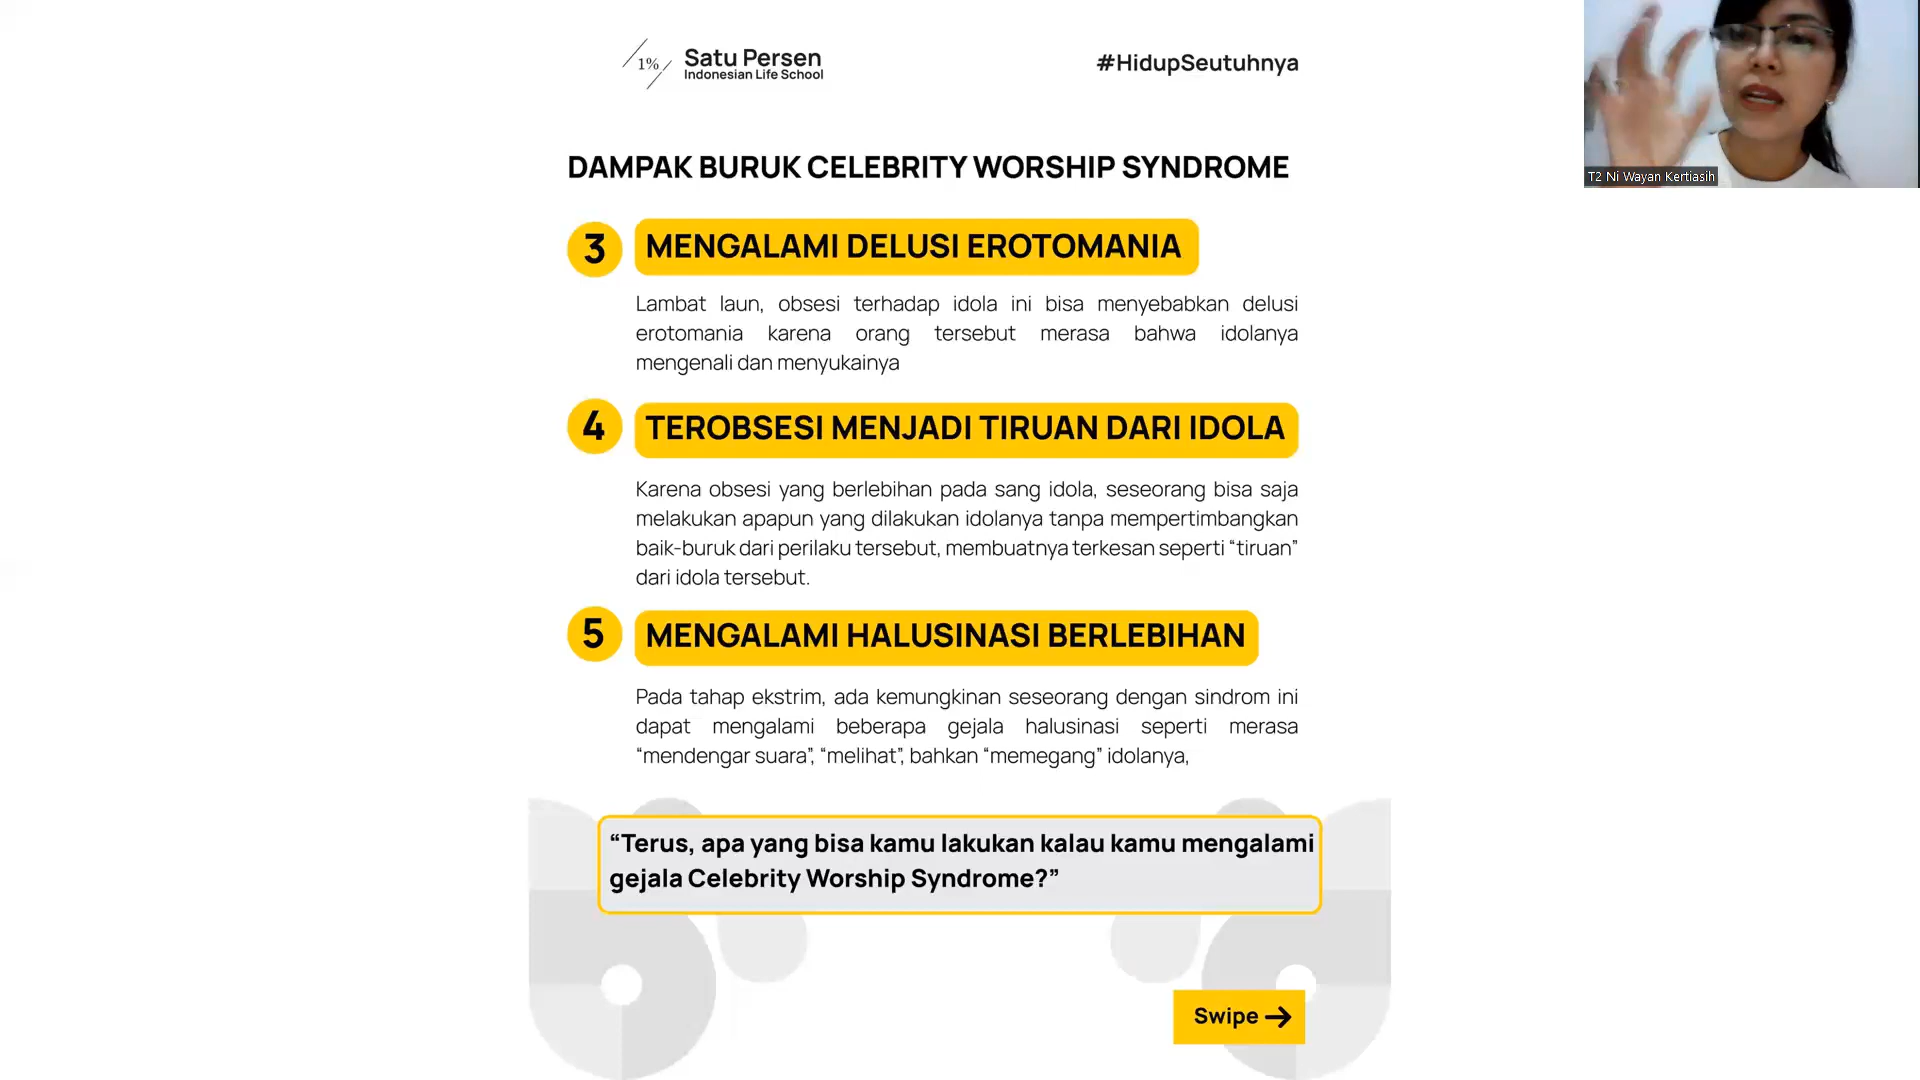 1%
Satu Persen
Indonesian Life School
#HidupSeutuhnya
T2 Ni Wayan Kertiasih
DAMPAK BURUK CELEBRITY WORSHIP SYNDROME
3
MENGALAMI DELUSI EROTOMANIA
Lambat laun, obsesi terhadap idola ini bisa menyebabkan delusi
erotomania karena orang tersebut merasa bahwa idolanya
mengenali dan menyukainya
4
TEROBSESI MENJADI TIRUAN DARI IDOLA
Karena obsesi yang berlebihan pada sang idola, seseorang bisa saja
melakukan apapun yang dilakukan idolanya tanpa mempertimbangkan
baik-buruk dari perilaku tersebut, membuatnya terkesan seperti “tiruan”
dari idola tersebut.
5
MENGALAMI HALUSINASI BERLEBIHAN
Pada tahap ekstrim, ada kemungkinan seseorang dengan sindrom ini
dapat mengalami beberapa gejala halusinasi seperti merasa
“mendengar suara”, “melihat”, bahkan “memegang” idolanya,
“Terus, apa yang bisa kamu lakukan kalau kamu mengalami
gejala Celebrity Worship Syndrome?”
Swipe →